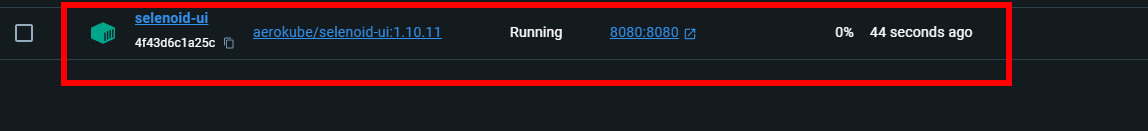 selenoid-ui
4f43d6c1a25c
aerokube/selenoid-ui:1.10.11
Running
8080:8080
0%
44 seconds ago